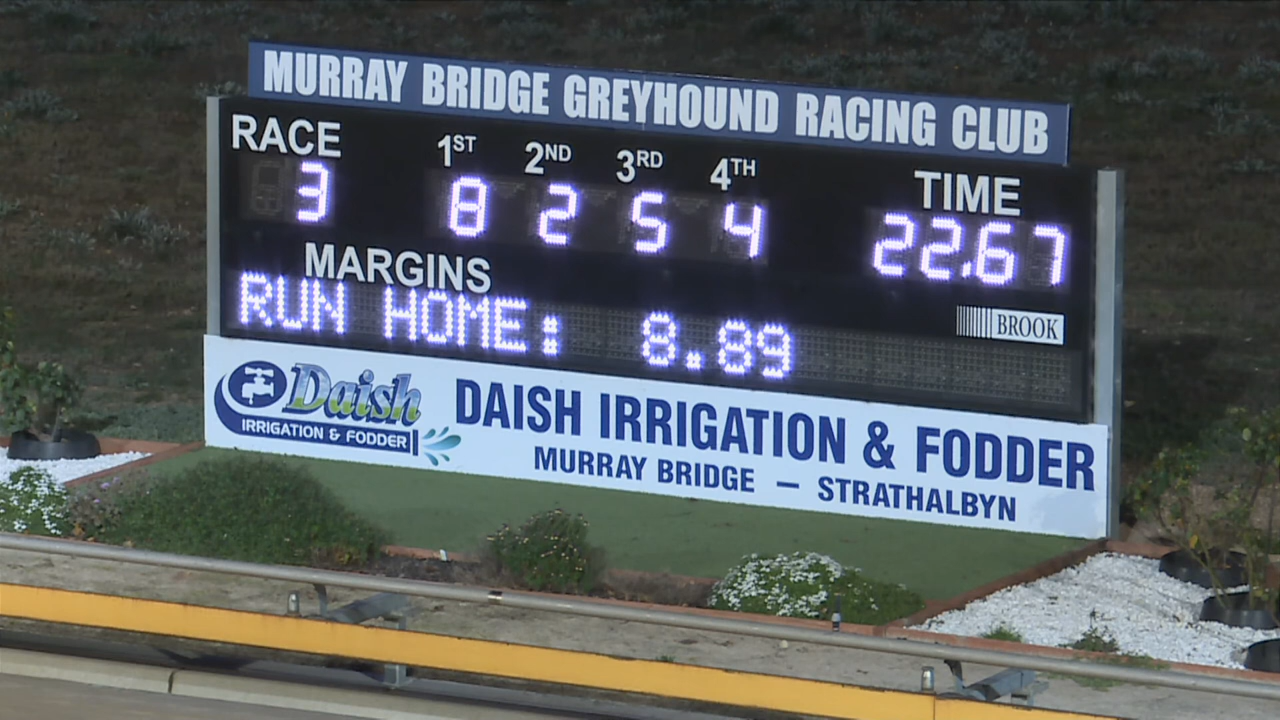 MURRAY BRIDGE GREYHOUND RACING CLUB
RACE 1ST 2ND 3RD 4TH TIME
3 8 2 5 4 22.67
MARGINS
RUN HOME: 8.89
BROOK
Daish
IRRIGATION & FODDER
DAISH IRRIGATION & FODDER
MURRAY BRIDGE – STRATHALBYN